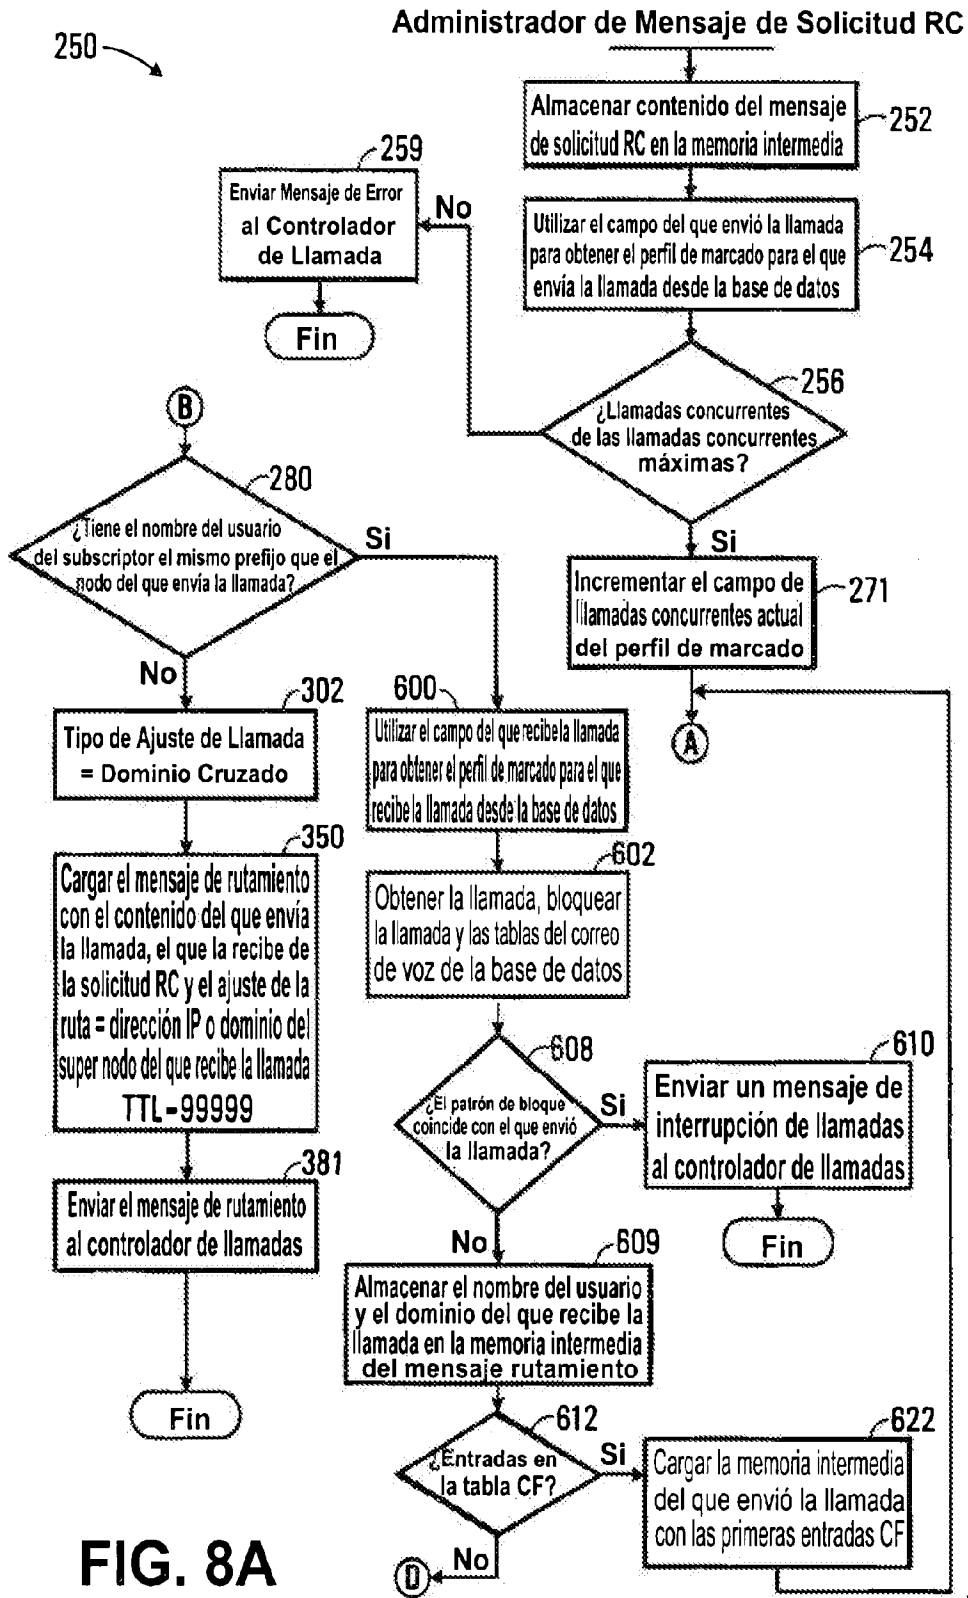 Administrador de Mensaje de Solicitud RC
250
Almacenar contenido del mensaje
de solicitud RC en la memoria intermedia
252
259
Enviar Mensaje de Error
al Controlador
de Llamada
No
Utilizar el campo del que envió la llamada
para obtener el perfil de marcado para el que
envía la llamada desde la base de datos
254
Fin
256
¿Llamadas concurrentes
de las llamadas concurrentes
máximas?
B
280
¿Tiene el nombre del usuario
del subscriptor el mismo prefijo que el
nodo del que envía la llamada?
Si
Si
Incrementar el campo de
llamadas concurrentes actual
del perfil de marcado
271
No
A
302
Tipo de Ajuste de Llamada
= Dominio Cruzado
600
Utilizar el campo del que recibe la llamada
para obtener el perfil de marcado para el que
recibe la llamada desde la base de datos
350
Cargar el mensaje de rutamiento
con el contenido del que envía
la llamada, el que la recibe de
la solicitud RC y el ajuste de la
ruta = dirección IP o dominio del
super nodo del que recibe la llamada
TTL-99999
602
Obtener la llamada, bloquear
la llamada y las tablas del correo
de voz de la base de datos
608
¿El patrón de bloque
coincide con el que envió
la llamada?
Si
610
Enviar un mensaje de
interrupción de llamadas
al controlador de llamadas
Fin
381
Enviar el mensaje de rutamiento
al controlador de llamadas
Fin
No
609
Almacenar el nombre del usuario
y el dominio del que recibe la
llamada en la memoria intermedia
del mensaje rutamiento
612
¿Entradas en
la tabla CF?
Si
622
Cargar la memoria intermedia
del que envió la llamada
con las primeras entradas CF
No
D
FIG. 8A